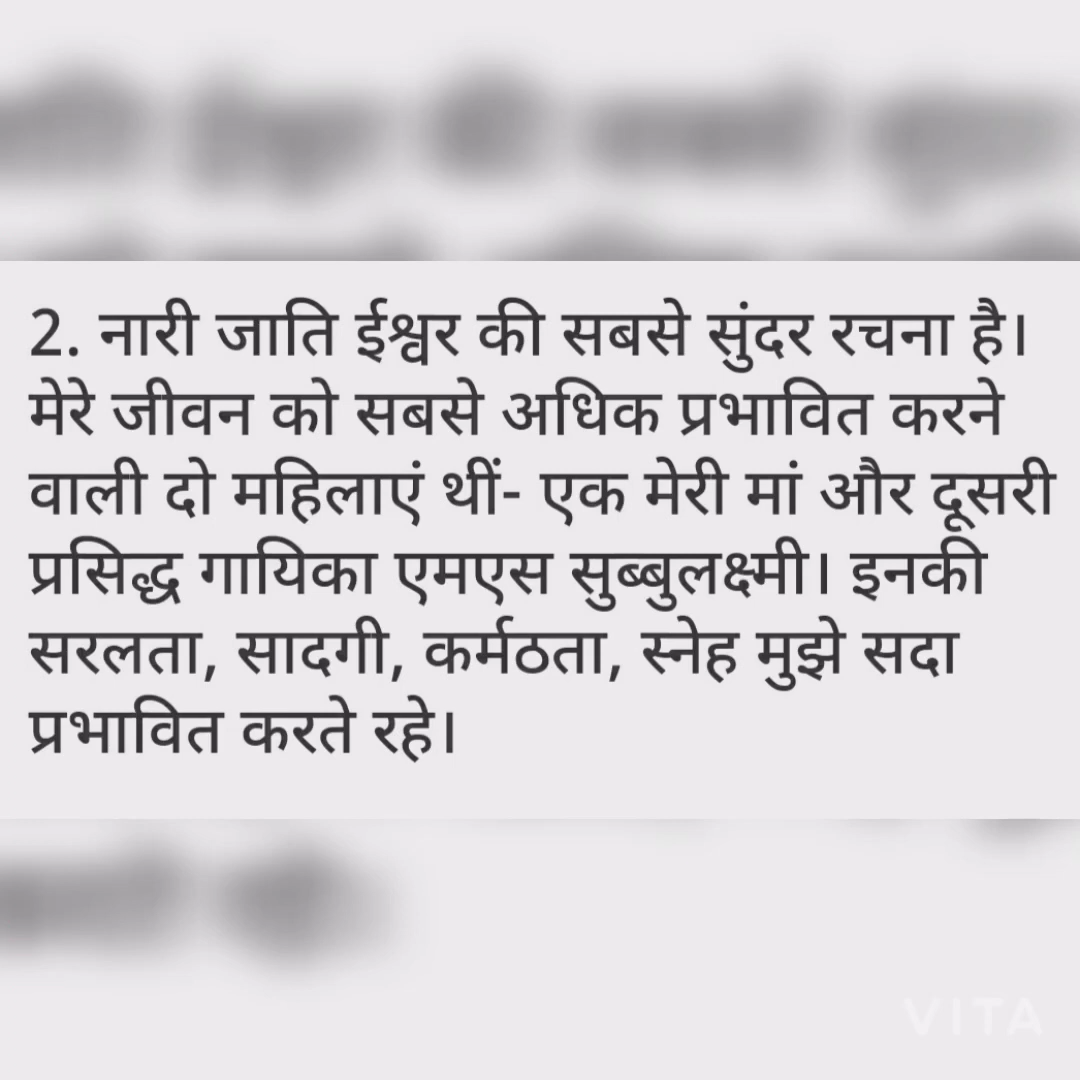 2. नारी जाति ईश्वर की सबसे सुंदर रचना है।
मेरे जीवन को सबसे अधिक प्रभावित करने
वाली दो महिलाएं थीं- एक मेरी मां और दूसरी
प्रसिद्ध गायिका एमएस सुब्बुलक्ष्मी। इनकी
सरलता, सादगी, कर्मठता, स्नेह मुझे सदा
प्रभावित करते रहे।
VITA